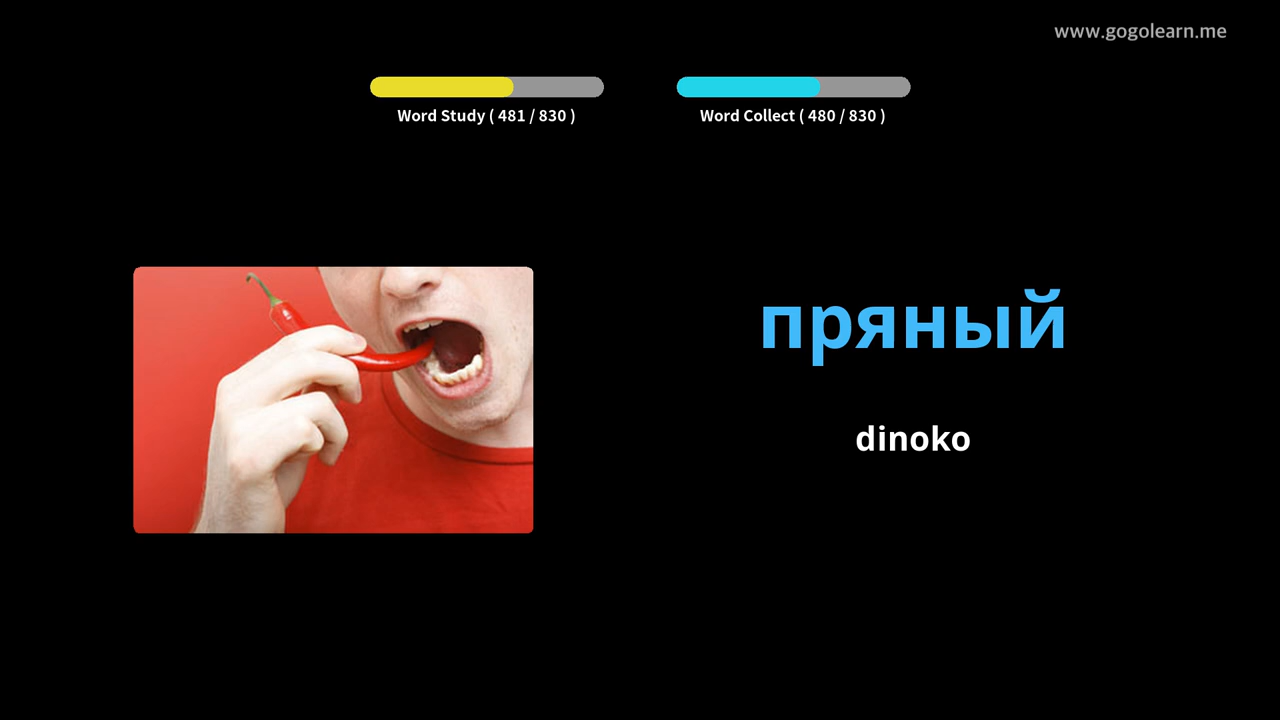 www.gogolearn.me
Word Study ( 481 / 830 )
Word Collect ( 480 / 830 )
пряный
dinoko